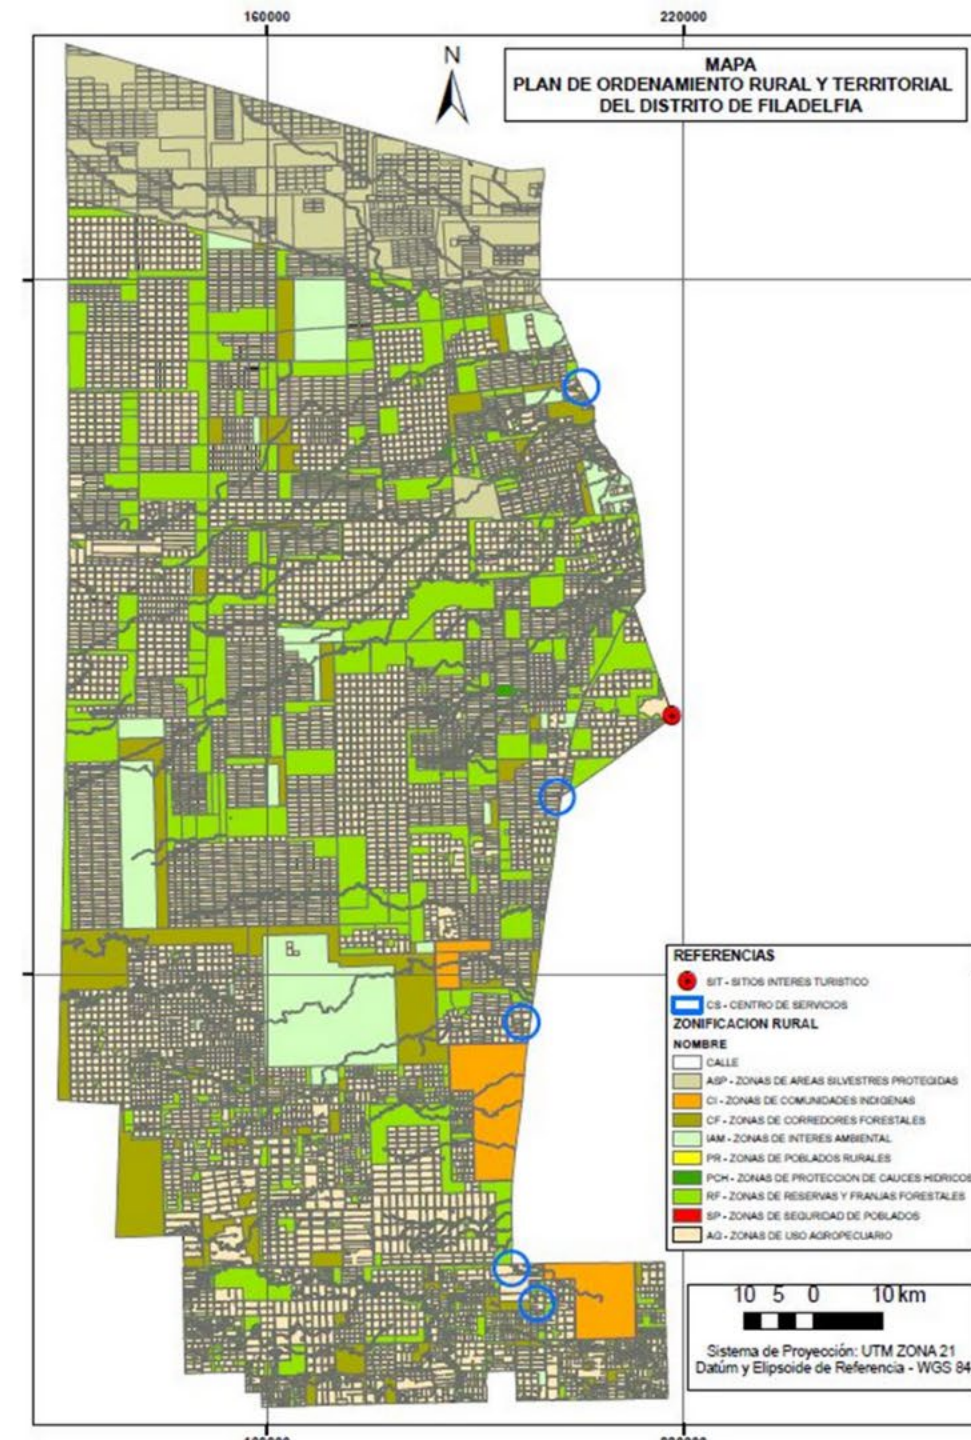 160000
220000
N
MAPA
PLAN DE ORDENAMIENTO RURAL Y TERRITORIAL
DEL DISTRITO DE FILADELFIA
REFERENCIAS
SIT - SITIOS INTERES TURISTICO
CS - CENTRO DE SERVICIOS
ZONIFICACION RURAL
NOMBRE
CALLE
ASP - ZONAS DE AREAS SILVESTRES PROTEGIDAS
CI - ZONAS DE COMUNIDADES INDIGENAS
CF - ZONAS DE CORREDORES FORESTALES
IAM - ZONAS DE INTERES AMBIENTAL
PR - ZONAS DE POBLADOS RURALES
PCH - ZONAS DE PROTECCION DE CAUCES HIDRICOS
RF - ZONAS DE RESERVAS Y FRANJAS FORESTALES
SP - ZONAS DE SEGURIDAD DE POBLADOS
AG - ZONAS DE USO AGROPECUARIO
10 5 0 10 km
Sistema de Proyección: UTM ZONA 21
Datúm y Elipsoide de Referencia - WGS 84